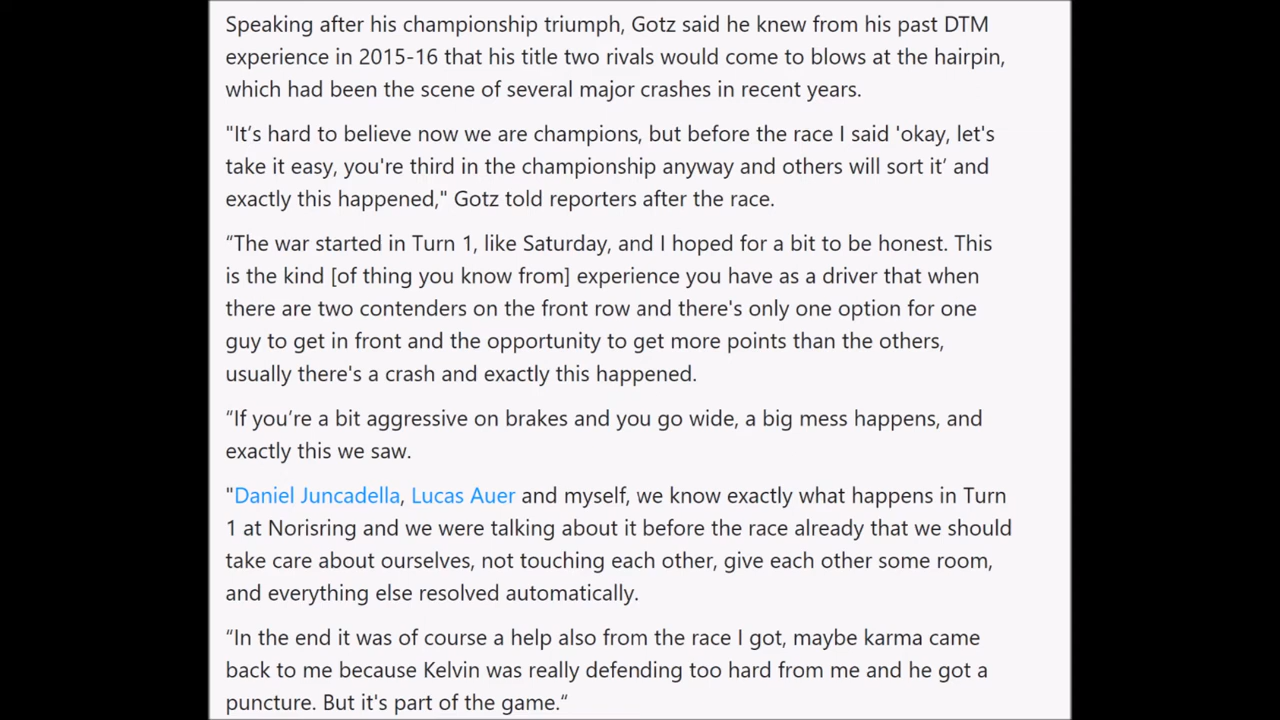 Speaking after his championship triumph, Gotz said he knew from his past DTM
experience in 2015-16 that his title two rivals would come to blows at the hairpin,
which had been the scene of several major crashes in recent years.
"It’s hard to believe now we are champions, but before the race I said 'okay, let's
take it easy, you're third in the championship anyway and others will sort it‘ and
exactly this happened," Gotz told reporters after the race.
“The war started in Turn 1, like Saturday, and I hoped for a bit to be honest. This
is the kind [of thing you know from] experience you have as a driver that when
there are two contenders on the front row and there's only one option for one
guy to get in front and the opportunity to get more points than the others,
usually there's a crash and exactly this happened.
“If you’re a bit aggressive on brakes and you go wide, a big mess happens, and
exactly this we saw.
"Daniel Juncadella, Lucas Auer and myself, we know exactly what happens in Turn
1 at Norisring and we were talking about it before the race already that we should
take care about ourselves, not touching each other, give each other some room,
and everything else resolved automatically.
“In the end it was of course a help also from the race I got, maybe karma came
back to me because Kelvin was really defending too hard from me and he got a
puncture. But it's part of the game.“